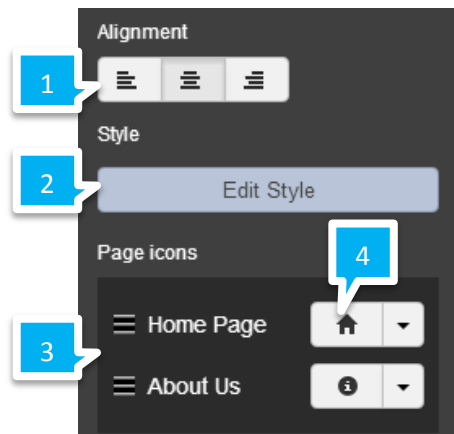 Alignment
1
Style
2
Edit Style
Page icons
4
Home Page
3
About Us